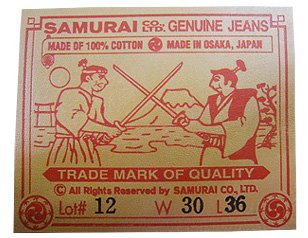 SAMURAI CO., LTD. GENUINE JEANS
MADE OF 100% COTTON MADE IN OSAKA, JAPAN
TRADE MARK OF QUALITY
© All Rights Reserved by SAMURAI CO., LTD.
Lot# 12 W 30 L 36